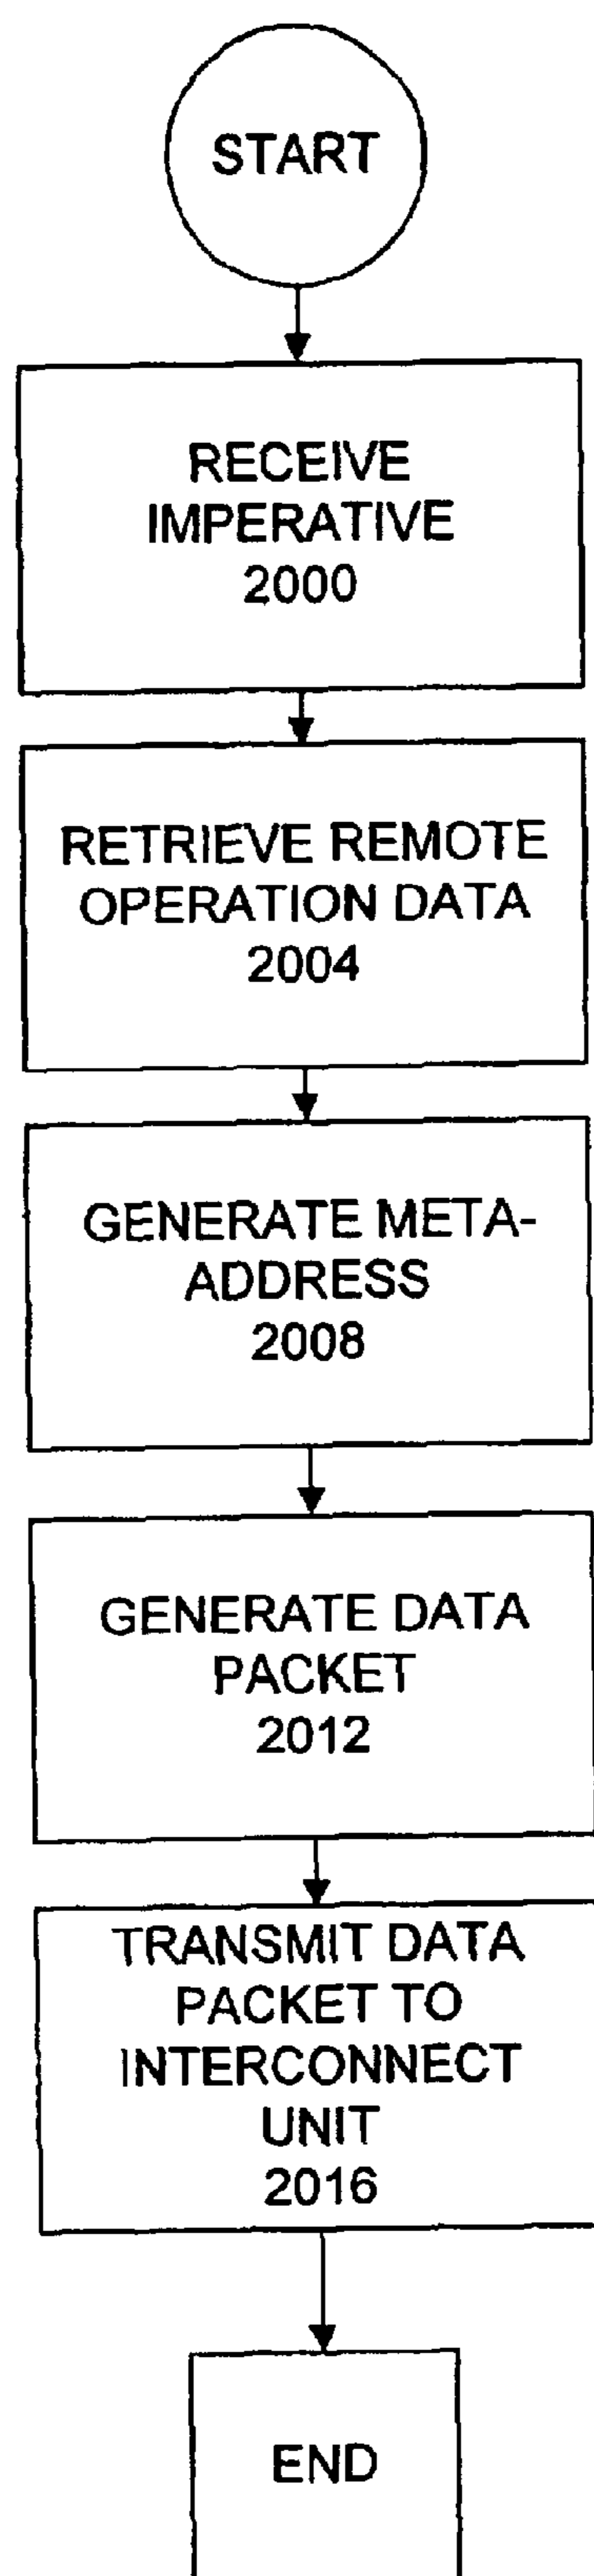 START
RECEIVE
IMPERATIVE
2000
RETRIEVE REMOTE
OPERATION DATA
2004
GENERATE META-
ADDRESS
2008
GENERATE DATA
PACKET
2012
TRANSMIT DATA
PACKET TO
INTERCONNECT
UNIT
2016
END